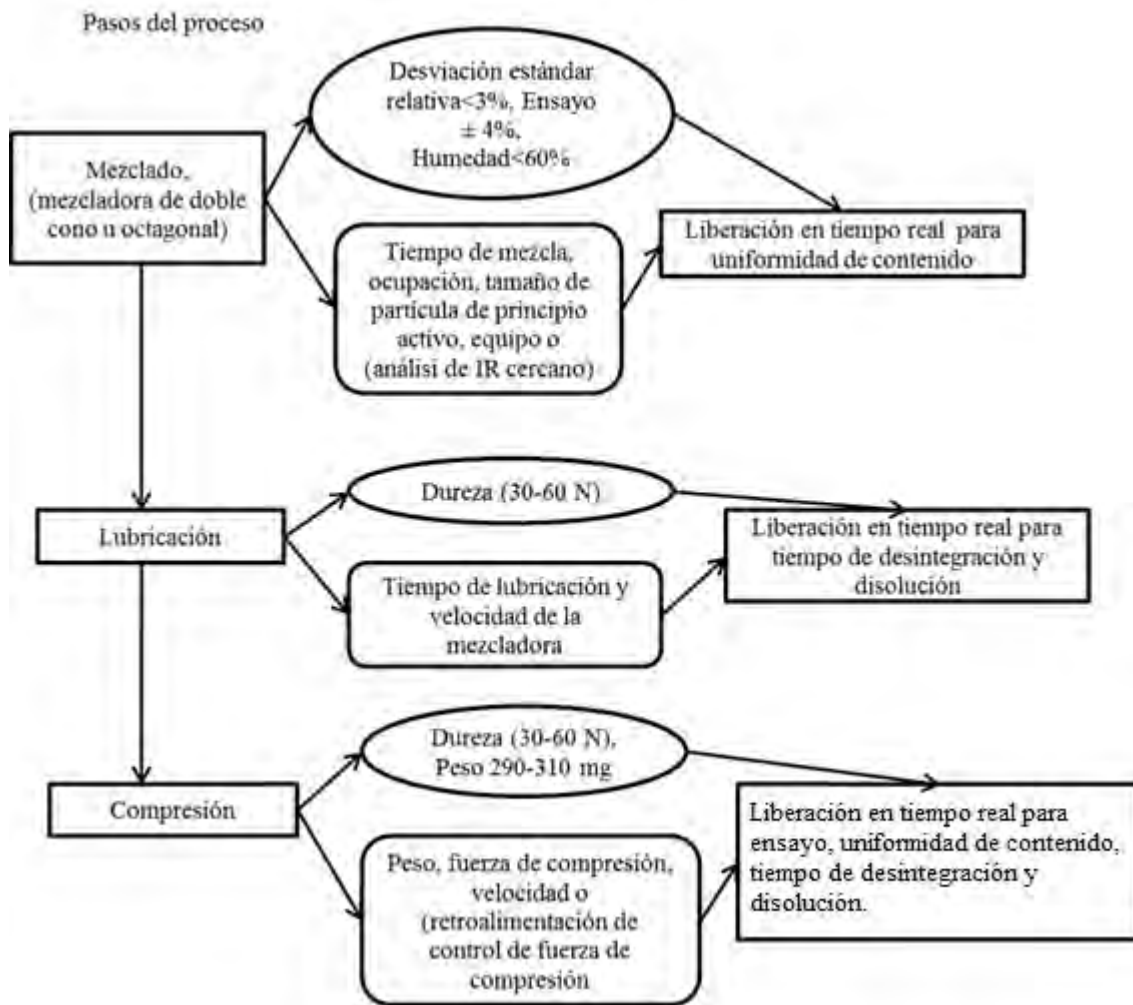 Pasos del proceso
Desviación estándar
relativa<3%, Ensayo
± 4%,
Humedad<60%
Mezclado,
(mezcladora de doble
cono u octagonal)
Liberación en tiempo real para
uniformidad de contenido
Tiempo de mezcla,
ocupación, tamaño de
partícula de principio
activo, equipo o
(análisi de IR cercano)
Dureza (30-60 N)
Lubricación
Liberación en tiempo real para
tiempo de desintegración y
disolución
Tiempo de lubricación y
velocidad de la
mezcladora
Dureza (30-60 N),
Peso 290-310 mg
Compresión
Liberación en tiempo real para
ensayo, uniformidad de contenido,
tiempo de desintegración y
disolución.
Peso, fuerza de compresión,
velocidad o
(retroalimentación de
control de fuerza de
compresión